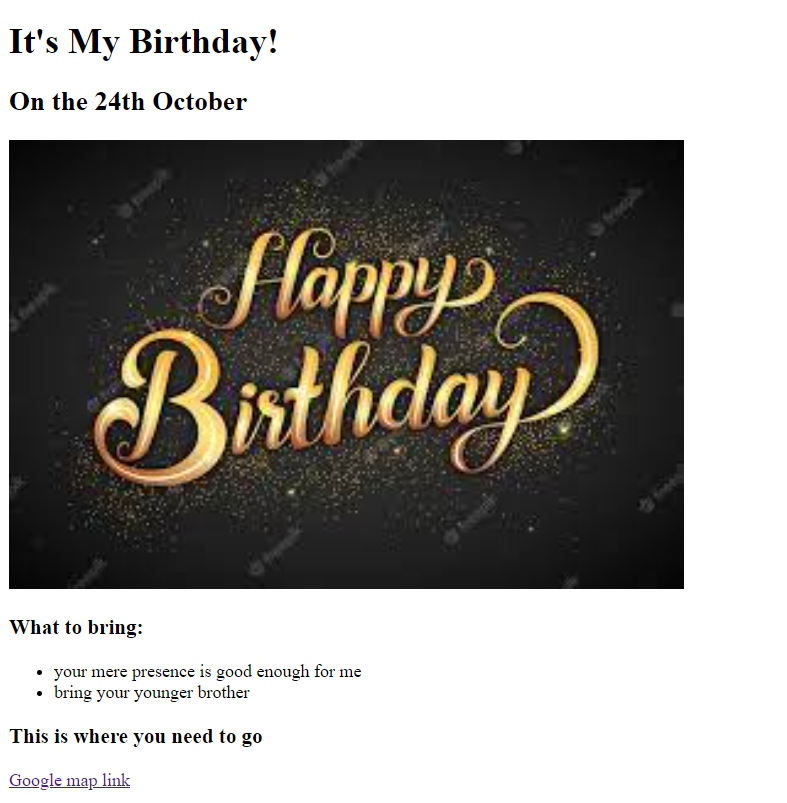 It's My Birthday!
On the 24th October
Happy
Birthday
What to bring:
your mere presence is good enough for me
bring your younger brother
This is where you need to go
Google map link